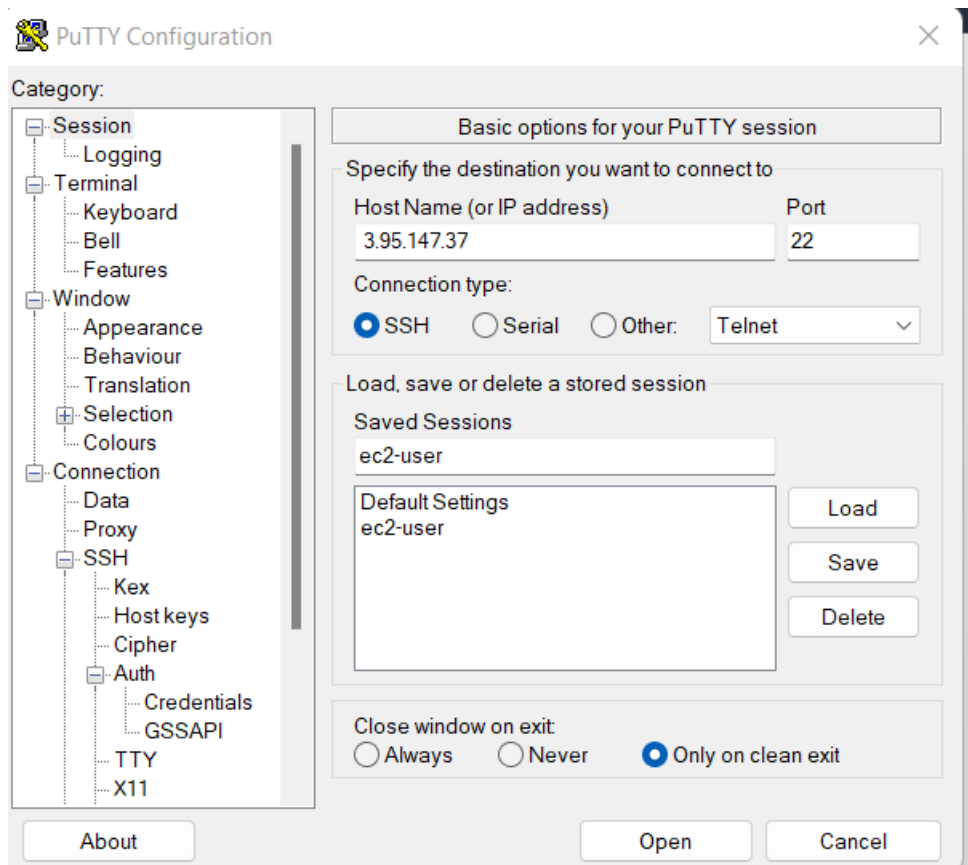 PuTTY Configuration
Category:
Session
Logging
Terminal
Keyboard
Bell
Features
Window
Appearance
Behaviour
Translation
Selection
Colours
Connection
Data
Proxy
SSH
Kex
Host keys
Cipher
Auth
Credentials
GSSAPI
TTY
X11
Basic options for your PuTTY session
Specify the destination you want to connect to
Host Name (or IP address) Port
3.95.147.37 22
Connection type:
SSH Serial Other: Telnet
Load, save or delete a stored session
Saved Sessions
ec2-user
Default Settings
ec2-user
Load
Save
Delete
Close window on exit:
Always Never Only on clean exit
About Open Cancel